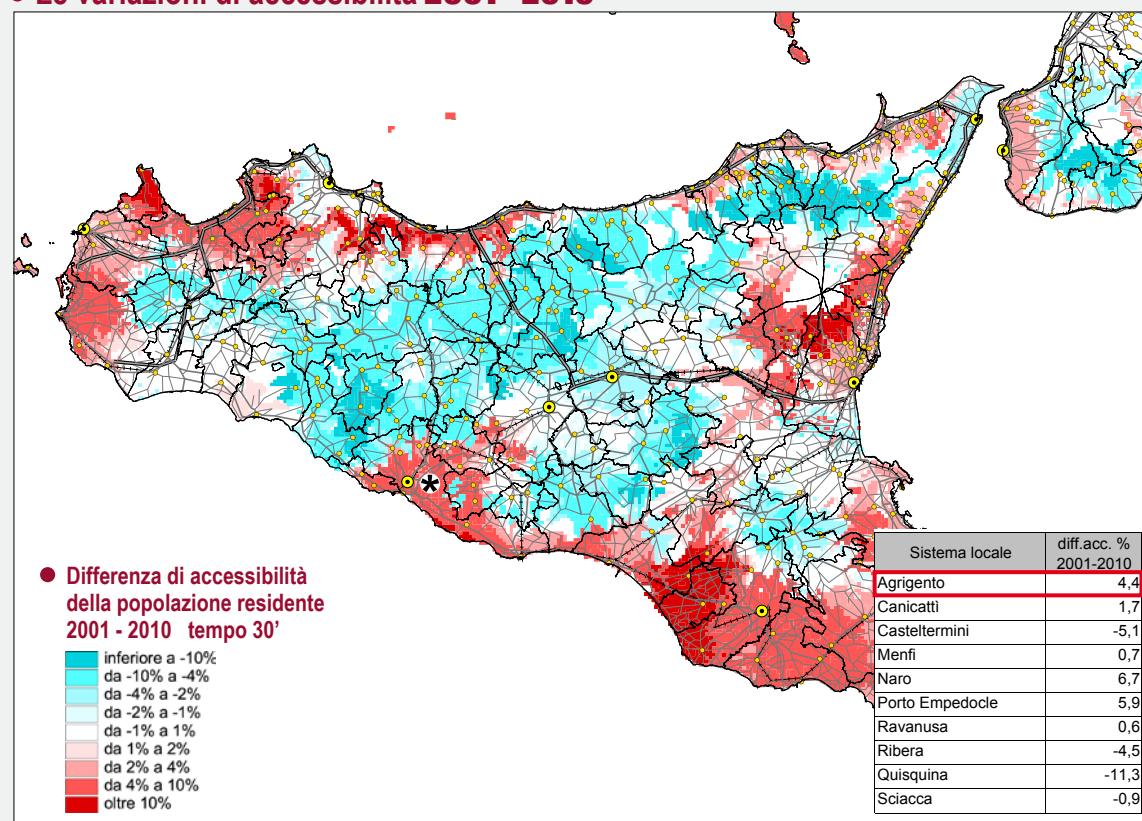 ● Differenza di accessibilità
della popolazione residente
2001 - 2010 tempo 30'
inferiore a -10%
da -10% a -4%
da -4% a -2%
da -2% a -1%
da -1% a 1%
da 1% a 2%
da 2% a 4%
da 4% a 10%
oltre 10%
*
Sistema locale diff.acc. % 2001-2010
Agrigento 4,4
Canicattì 1,7
Casteltermini -5,1
Menfi 0,7
Naro 6,7
Porto Empedocle 5,9
Ravanusa 0,6
Ribera -4,5
Quisquina -11,3
Sciacca -0,9